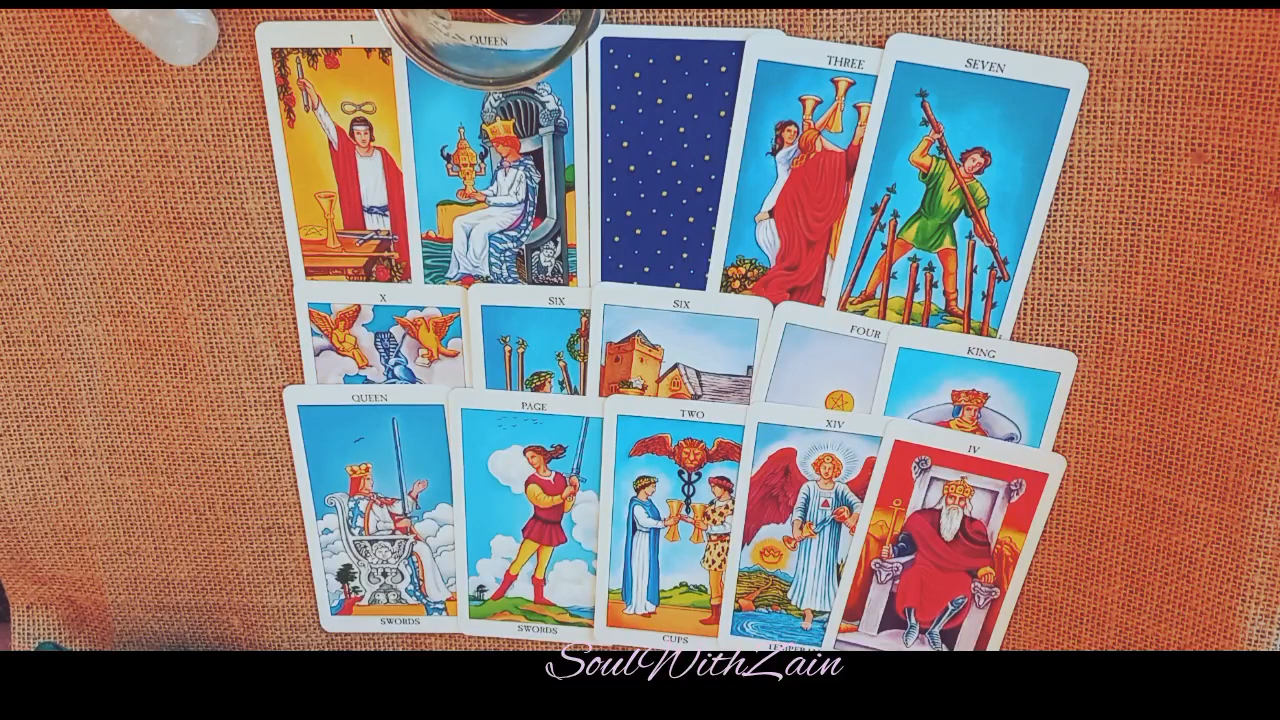 I
QUEEN
THREE
SEVEN
X
SIX
SIX
FOUR
KING
QUEEN
PAGE
TWO
XIV
IV
SWORDS
SWORDS
CUPS
SoulWithZain